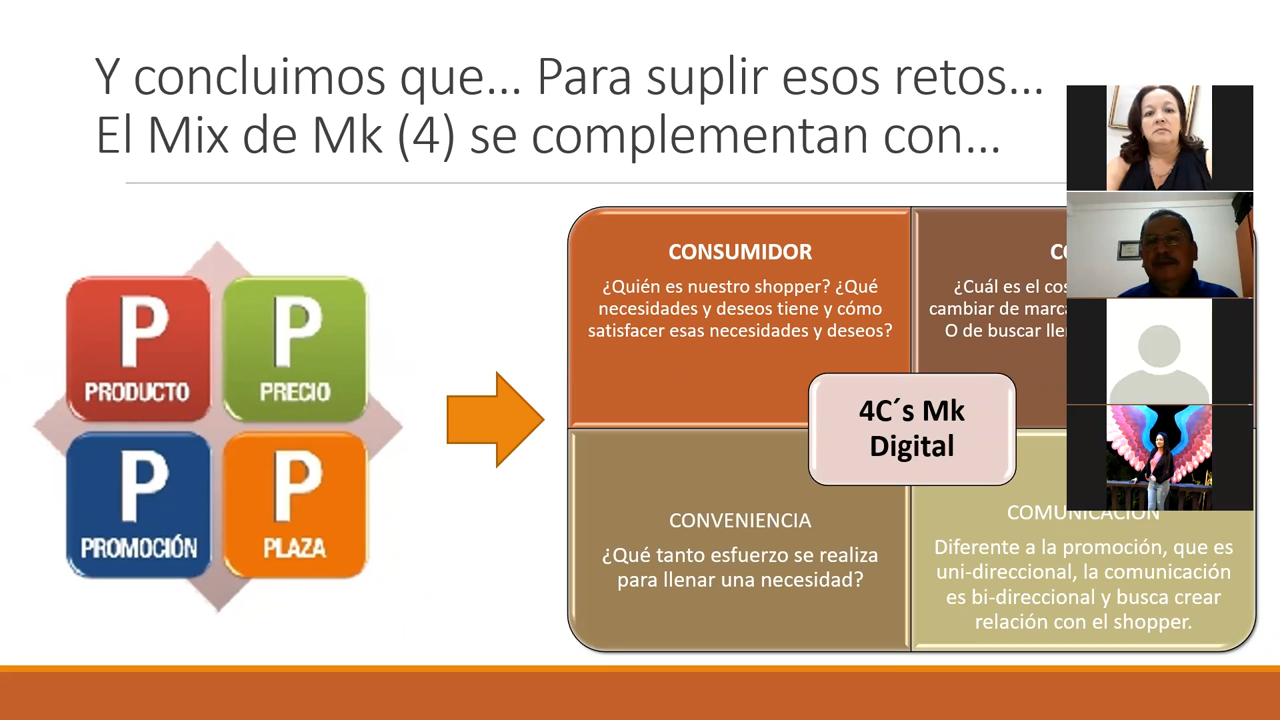 Y concluimos que... Para suplir esos retos...
El Mix de Mk (4) se complementan con...
P
PRODUCTO
P
PRECIO
P
PROMOCIÓN
P
PLAZA
CONSUMIDOR
¿Quién es nuestro shopper? ¿Qué
necesidades y deseos tiene y cómo
satisfacer esas necesidades y deseos?
¿Cuál es el
cambiar de
O de buscar
4C´s Mk
Digital
CONVENIENCIA
¿Qué tanto esfuerzo se realiza
para llenar una necesidad?
COMUNICACIÓN
Diferente a la promoción, que es
uni-direccional, la comunicación
es bi-direccional y busca crear
relación con el shopper.